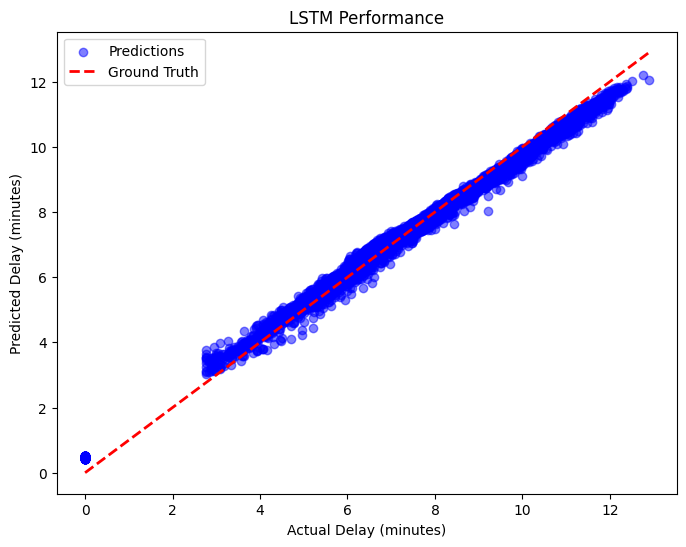 LSTM Performance
Predictions
Ground Truth
12
10
8
6
4
2
0
Predicted Delay (minutes)
0 2 4 6 8 10 12
Actual Delay (minutes)